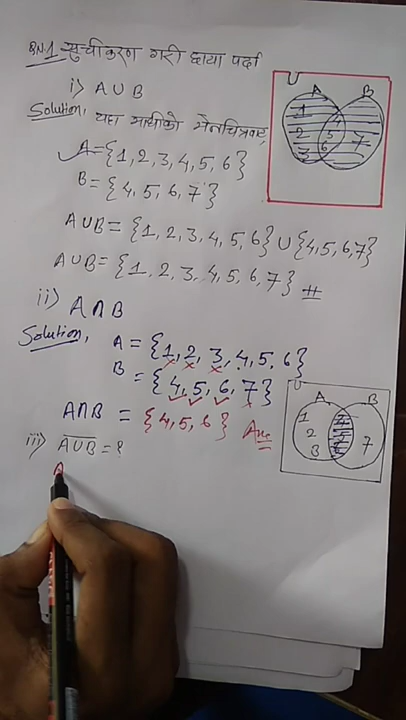 Q.N.1 सुचीकरण गरी छाया पर्दा
i) A ∪ B
Solution, यहा माथीको भेनचित्रबाट,
A = {1, 2, 3, 4, 5, 6}
B = {4, 5, 6, 7}
A∪B = {1, 2, 3, 4, 5, 6} ∪ {4,5,6,7}
A∪B = {1, 2, 3, 4, 5, 6, 7} #
U
A B
1 4
2 5 7
3 6
ii) A ∩ B
Solution, A = {1, 2, 3, 4, 5, 6}
B = {4, 5, 6, 7}
A∩B = {4, 5, 6} Ans
U
A B
1 4
2 5 7
3 6
iii) \overline{A∪B} = ?
A